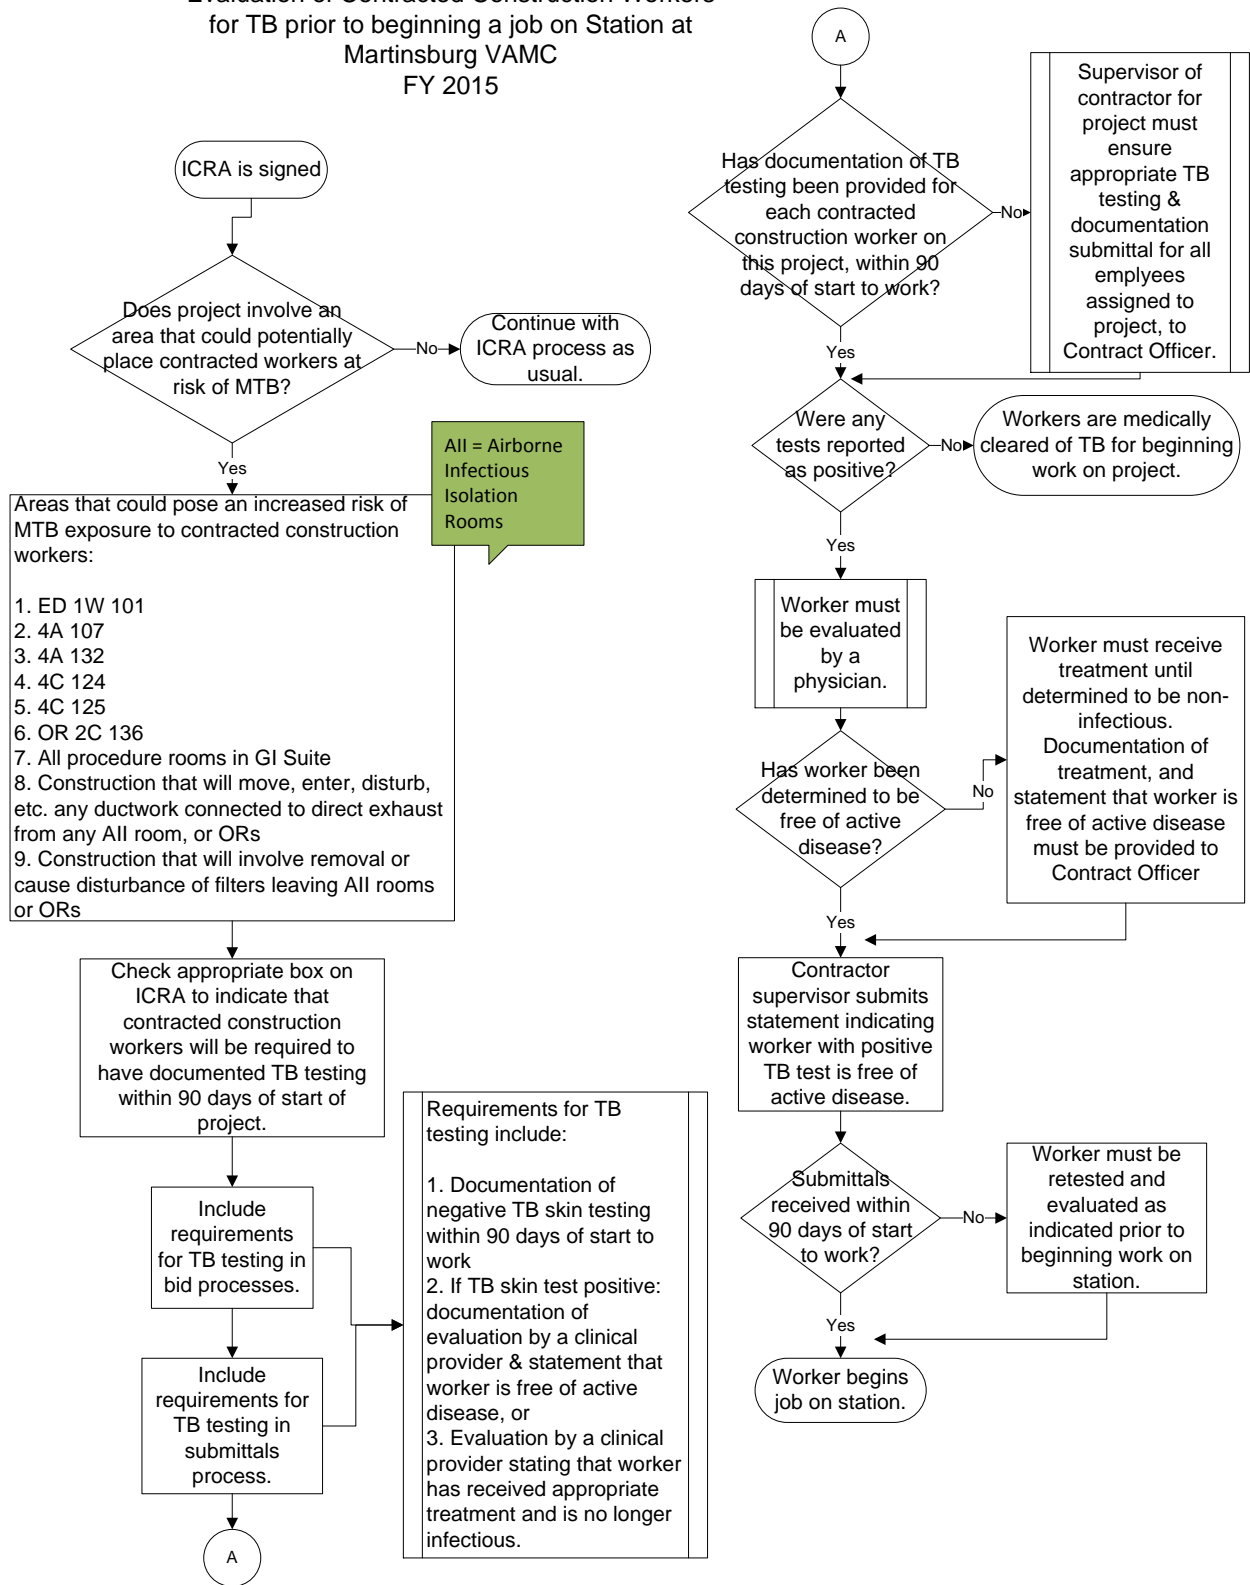 Evaluation of Contracted Construction Workers
for TB prior to beginning a job on Station at
Martinsburg VAMC
FY 2015
ICRA is signed
Does project involve an
area that could potentially
place contracted workers at
risk of MTB?
No
Continue with
ICRA process as
usual.
Yes
AII = Airborne
Infectious
Isolation
Rooms
Areas that could pose an increased risk of
MTB exposure to contracted construction
workers:
1. ED 1W 101
2. 4A 107
3. 4A 132
4. 4C 124
5. 4C 125
6. OR 2C 136
7. All procedure rooms in GI Suite
8. Construction that will move, enter, disturb,
etc. any ductwork connected to direct exhaust
from any AII room, or ORs
9. Construction that will involve removal or
cause disturbance of filters leaving AII rooms
or ORs
Check appropriate box on
ICRA to indicate that
contracted construction
workers will be required to
have documented TB testing
within 90 days of start of
project.
Include
requirements
for TB testing in
bid processes.
Include
requirements for
TB testing in
submittals
process.
A
Requirements for TB
testing include:
1. Documentation of
negative TB skin testing
within 90 days of start to
work
2. If TB skin test positive:
documentation of
evaluation by a clinical
provider & statement that
worker is free of active
disease, or
3. Evaluation by a clinical
provider stating that worker
has received appropriate
treatment and is no longer
infectious.
A
Has documentation of TB
testing been provided for
each contracted
construction worker on
this project, within 90
days of start to work?
No
Supervisor of
contractor for
project must
ensure
appropriate TB
testing &
documentation
submittal for all
emplyees
assigned to
project, to
Contract Officer.
Yes
Were any
tests reported
as positive?
No
Workers are medically
cleared of TB for beginning
work on project.
Yes
Worker must
be evaluated
by a
physician.
Has worker been
determined to be
free of active
disease?
No
Worker must receive
treatment until
determined to be non-
infectious.
Documentation of
treatment, and
statement that worker is
free of active disease
must be provided to
Contract Officer
Yes
Contractor
supervisor submits
statement indicating
worker with positive
TB test is free of
active disease.
Submittals
received within
90 days of start
to work?
No
Worker must be
retested and
evaluated as
indicated prior to
beginning work on
station.
Yes
Worker begins
job on station.